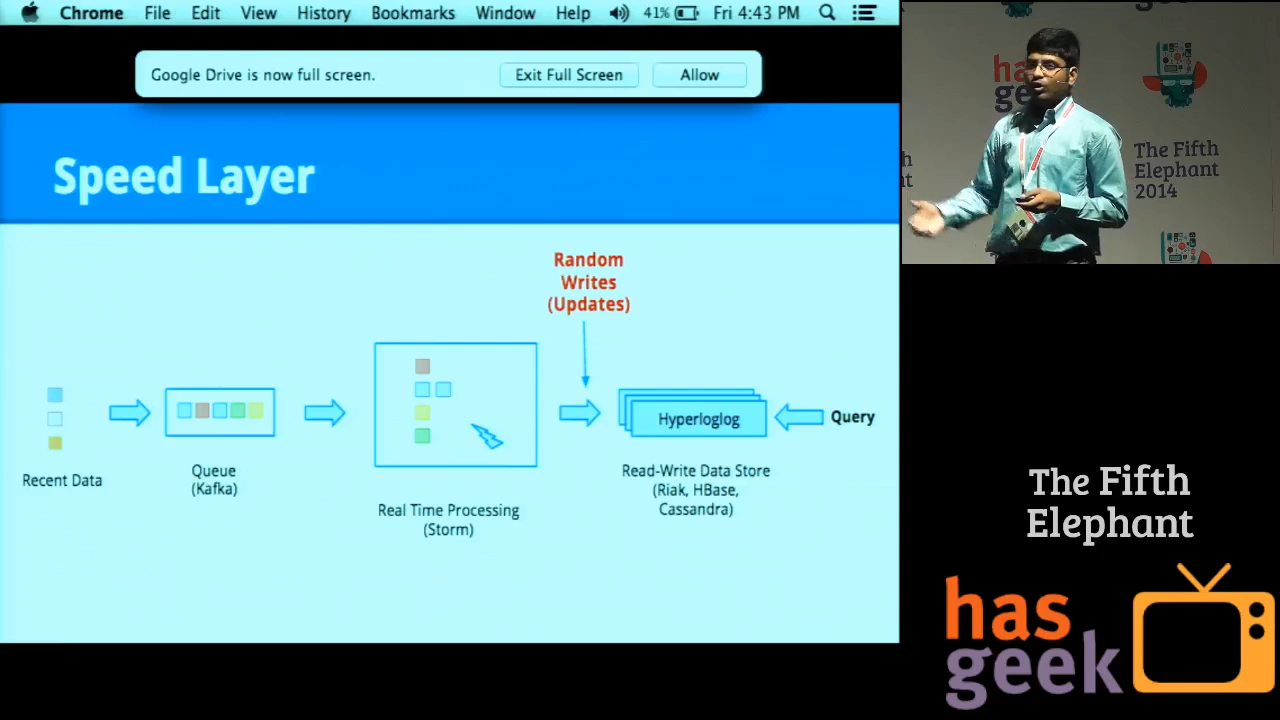 Chrome File Edit View History Bookmarks Window Help 41% Fri 4:43 PM
Google Drive is now full screen. Exit Full Screen Allow
Speed Layer
Random
Writes
(Updates)
Hyperloglog
Query
Recent Data
Queue
(Kafka)
Real Time Processing
(Storm)
Read-Write Data Store
(Riak, HBase,
Cassandra)
has
geek
The Fifth
Elephant
2014
The Fifth
Elephant
has
geek